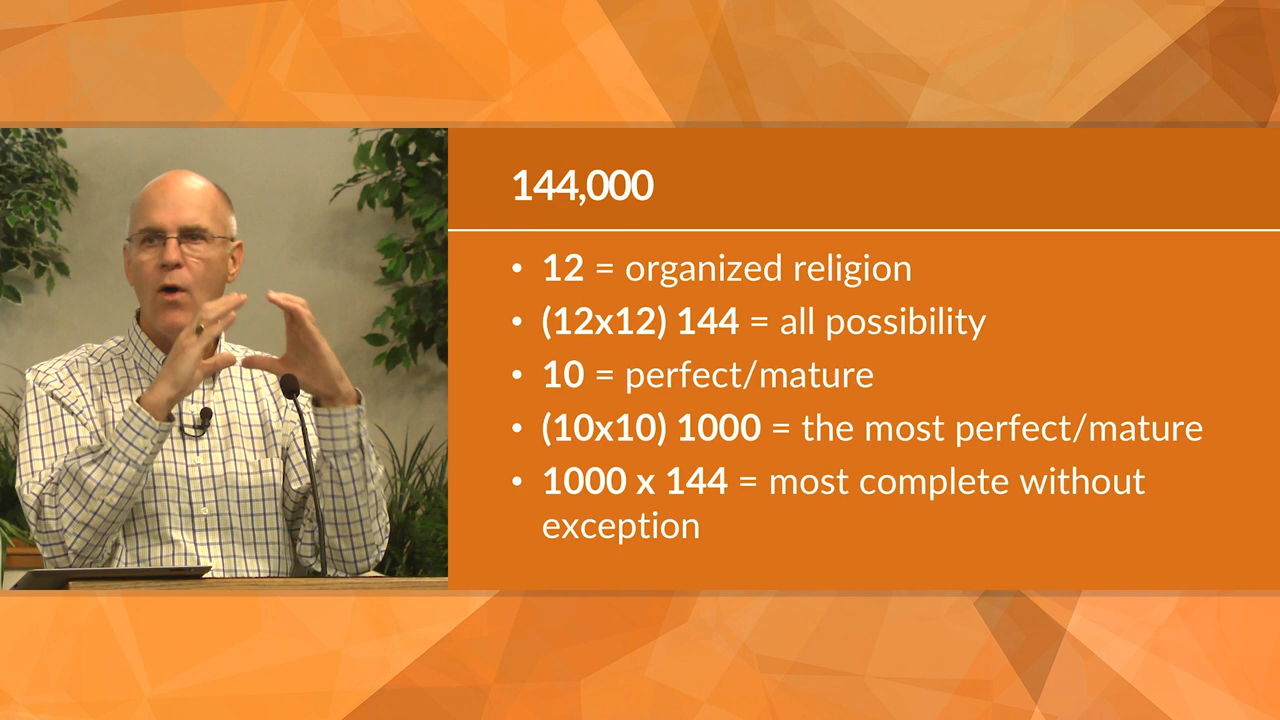 144,000
• 12 = organized religion
• (12x12) 144 = all possibility
• 10 = perfect/mature
• (10x10) 1000 = the most perfect/mature
• 1000 x 144 = most complete without
exception